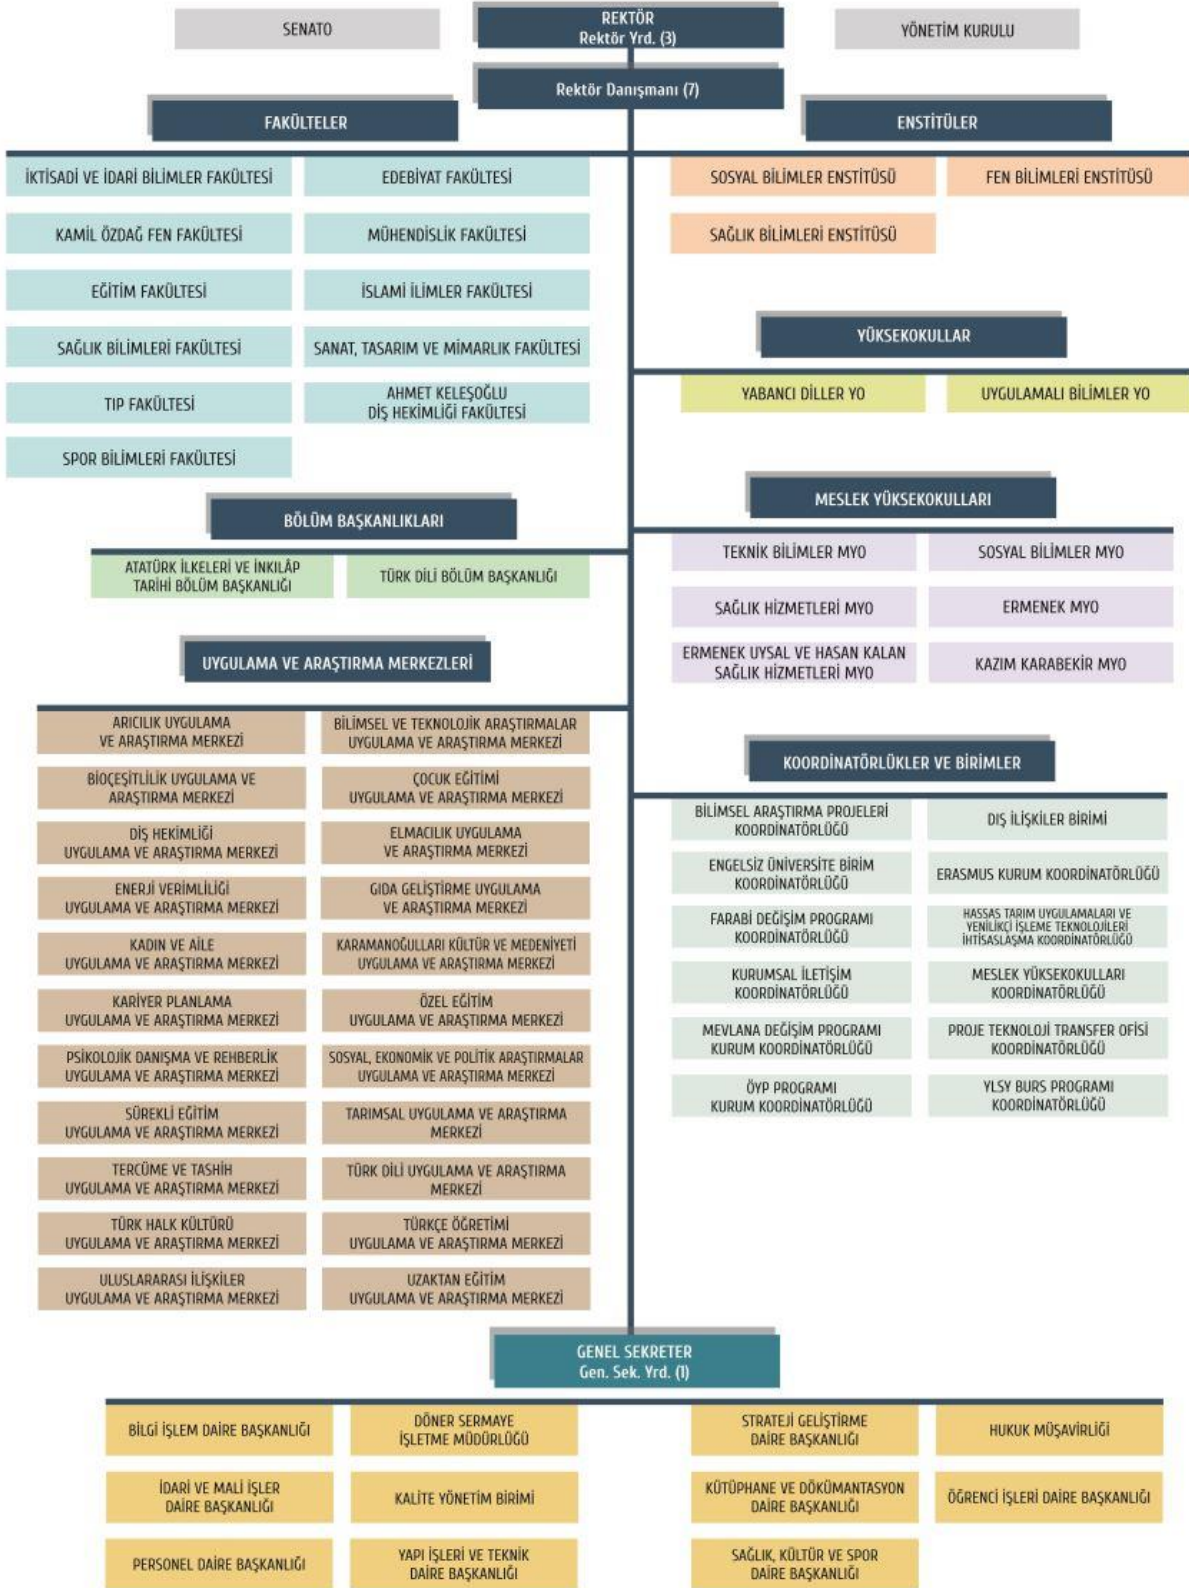 SENATO
REKTÖR
Rektör Yrd. (3)
YÖNETİM KURULU
Rektör Danışmanı (7)
FAKÜLTELER
İKTİSADİ VE İDARİ BİLİMLER FAKÜLTESİ
EDEBİYAT FAKÜLTESİ
KAMİL ÖZDAĞ FEN FAKÜLTESİ
MÜHENDİSLİK FAKÜLTESİ
EĞİTİM FAKÜLTESİ
İSLAMİ İLİMLER FAKÜLTESİ
SAĞLIK BİLİMLERİ FAKÜLTESİ
SANAT, TASARIM VE MİMARLIK FAKÜLTESİ
TIP FAKÜLTESİ
AHMET KELEŞOĞLU
DİŞ HEKİMLİĞİ FAKÜLTESİ
SPOR BİLİMLERİ FAKÜLTESİ
ENSTİTÜLER
SOSYAL BİLİMLER ENSTİTÜSÜ
FEN BİLİMLERİ ENSTİTÜSÜ
SAĞLIK BİLİMLERİ ENSTİTÜSÜ
YÜKSEKOKULLAR
YABANCI DİLLER YO
UYGULAMALI BİLİMLER YO
BÖLÜM BAŞKANLIKLARI
ATATÜRK İLKELERİ VE İNKILÂP
TARİHİ BÖLÜM BAŞKANLIĞI
TÜRK DİLİ BÖLÜM BAŞKANLIĞI
MESLEK YÜKSEKOKULLARI
TEKNİK BİLİMLER MYO
SOSYAL BİLİMLER MYO
SAĞLIK HİZMETLERİ MYO
ERMENEK MYO
ERMENEK UYSAL VE HASAN KALAN
SAĞLIK HİZMETLERİ MYO
KAZIM KARABEKİR MYO
UYGULAMA VE ARAŞTIRMA MERKEZLERİ
ARICILIK UYGULAMA
VE ARAŞTIRMA MERKEZİ
BİLİMSEL VE TEKNOLOJİK ARAŞTIRMALAR
UYGULAMA VE ARAŞTIRMA MERKEZİ
BİOÇEŞİTLİLİK UYGULAMA VE
ARAŞTIRMA MERKEZİ
ÇOCUK EĞİTİMİ
UYGULAMA VE ARAŞTIRMA MERKEZİ
DİŞ HEKİMLİĞİ
UYGULAMA VE ARAŞTIRMA MERKEZİ
ELMACILIK UYGULAMA
VE ARAŞTIRMA MERKEZİ
ENERJİ VERİMLİLİĞİ
UYGULAMA VE ARAŞTIRMA MERKEZİ
GIDA GELİŞTİRME UYGULAMA
VE ARAŞTIRMA MERKEZİ
KADIN VE AİLE
UYGULAMA VE ARAŞTIRMA MERKEZİ
KARAMANOĞULLARI KÜLTÜR VE MEDENİYETİ
UYGULAMA VE ARAŞTIRMA MERKEZİ
KARİYER PLANLAMA
UYGULAMA VE ARAŞTIRMA MERKEZİ
ÖZEL EĞİTİM
UYGULAMA VE ARAŞTIRMA MERKEZİ
PSİKOLOJİK DANIŞMA VE REHBERLİK
UYGULAMA VE ARAŞTIRMA MERKEZİ
SOSYAL, EKONOMİK VE POLİTİK ARAŞTIRMALAR
UYGULAMA VE ARAŞTIRMA MERKEZİ
SÜREKLİ EĞİTİM
UYGULAMA VE ARAŞTIRMA MERKEZİ
TARIMSAL UYGULAMA VE ARAŞTIRMA
MERKEZİ
TERCÜME VE TASHİH
UYGULAMA VE ARAŞTIRMA MERKEZİ
TÜRK DİLİ UYGULAMA VE ARAŞTIRMA
MERKEZİ
TÜRK HALK KÜLTÜRÜ
UYGULAMA VE ARAŞTIRMA MERKEZİ
TÜRKÇE ÖĞRETİMİ
UYGULAMA VE ARAŞTIRMA MERKEZİ
ULUSLARARASI İLİŞKİLER
UYGULAMA VE ARAŞTIRMA MERKEZİ
UZAKTAN EĞİTİM
UYGULAMA VE ARAŞTIRMA MERKEZİ
KOORDİNATÖRLÜKLER VE BİRİMLER
BİLİMSEL ARAŞTIRMA PROJELERİ
KOORDİNATÖRLÜĞÜ
DIŞ İLİŞKİLER BİRİMİ
ENGELSİZ ÜNİVERSİTE BİRİM
KOORDİNATÖRLÜĞÜ
ERASMUS KURUM KOORDİNATÖRLÜĞÜ
FARABİ DEĞİŞİM PROGRAMI
KOORDİNATÖRLÜĞÜ
HASSAS TARIM UYGULAMALARI VE
YENİLİKÇİ İŞLEME TEKNOLOJİLERİ
İHTİSASLAŞMA KOORDİNATÖRLÜĞÜ
KURUMSAL İLETİŞİM
KOORDİNATÖRLÜĞÜ
MESLEK YÜKSEKOKULLARI
KOORDİNATÖRLÜĞÜ
MEVLANA DEĞİŞİM PROGRAMI
KURUM KOORDİNATÖRLÜĞÜ
PROJE TEKNOLOJİ TRANSFER OFİSİ
KOORDİNATÖRLÜĞÜ
ÖYP PROGRAMI
KURUM KOORDİNATÖRLÜĞÜ
YLSY BURS PROGRAMI
KOORDİNATÖRLÜĞÜ
GENEL SEKRETER
Gen. Sek. Yrd. (1)
BİLGİ İŞLEM DAİRE BAŞKANLIĞI
DÖNER SERMAYE
İŞLETME MÜDÜRLÜĞÜ
STRATEJİ GELİŞTİRME
DAİRE BAŞKANLIĞI
HUKUK MÜŞAVİRLİĞİ
İDARİ VE MALİ İŞLER
DAİRE BAŞKANLIĞI
KALİTE YÖNETİM BİRİMİ
KÜTÜPHANE VE DÖKÜMANTASYON
DAİRE BAŞKANLIĞI
ÖĞRENCİ İŞLERİ DAİRE BAŞKANLIĞI
PERSONEL DAİRE BAŞKANLIĞI
YAPI İŞLERİ VE TEKNİK
DAİRE BAŞKANLIĞI
SAĞLIK, KÜLTÜR VE SPOR
DAİRE BAŞKANLIĞI